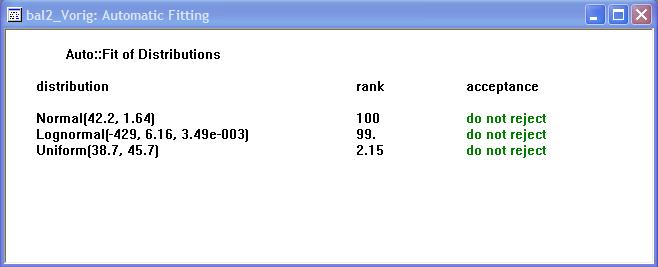 bal2_Vorig: Automatic Fitting
Auto::Fit of Distributions
distribution rank acceptance
Normal(42.2, 1.64) 100 do not reject
Lognormal(-429, 6.16, 3.49e-003) 99. do not reject
Uniform(38.7, 45.7) 2.15 do not reject